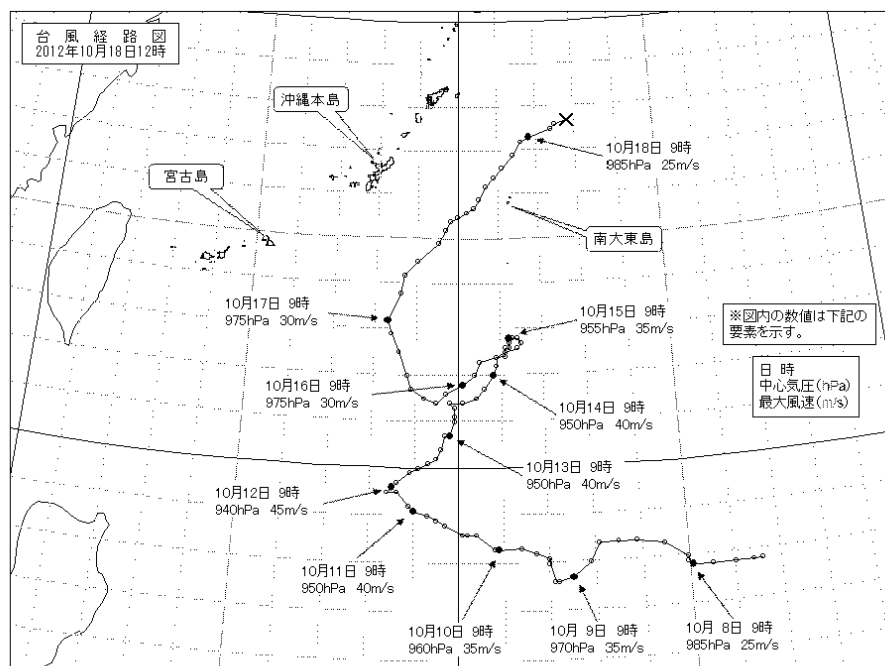 台風経路図
2012年10月18日12時
沖縄本島
宮古島
10月18日 9時
985hPa 25m/s
南大東島
10月17日 9時
975hPa 30m/s
10月15日 9時
955hPa 35m/s
※図内の数値は下記の
要素を示す。
日時
中心気圧(hPa)
最大風速(m/s)
10月16日 9時
975hPa 30m/s
10月14日 9時
950hPa 40m/s
10月13日 9時
950hPa 40m/s
10月12日 9時
940hPa 45m/s
10月11日 9時
950hPa 40m/s
10月10日 9時
960hPa 35m/s
10月 9日 9時
970hPa 35m/s
10月 8日 9時
985hPa 25m/s